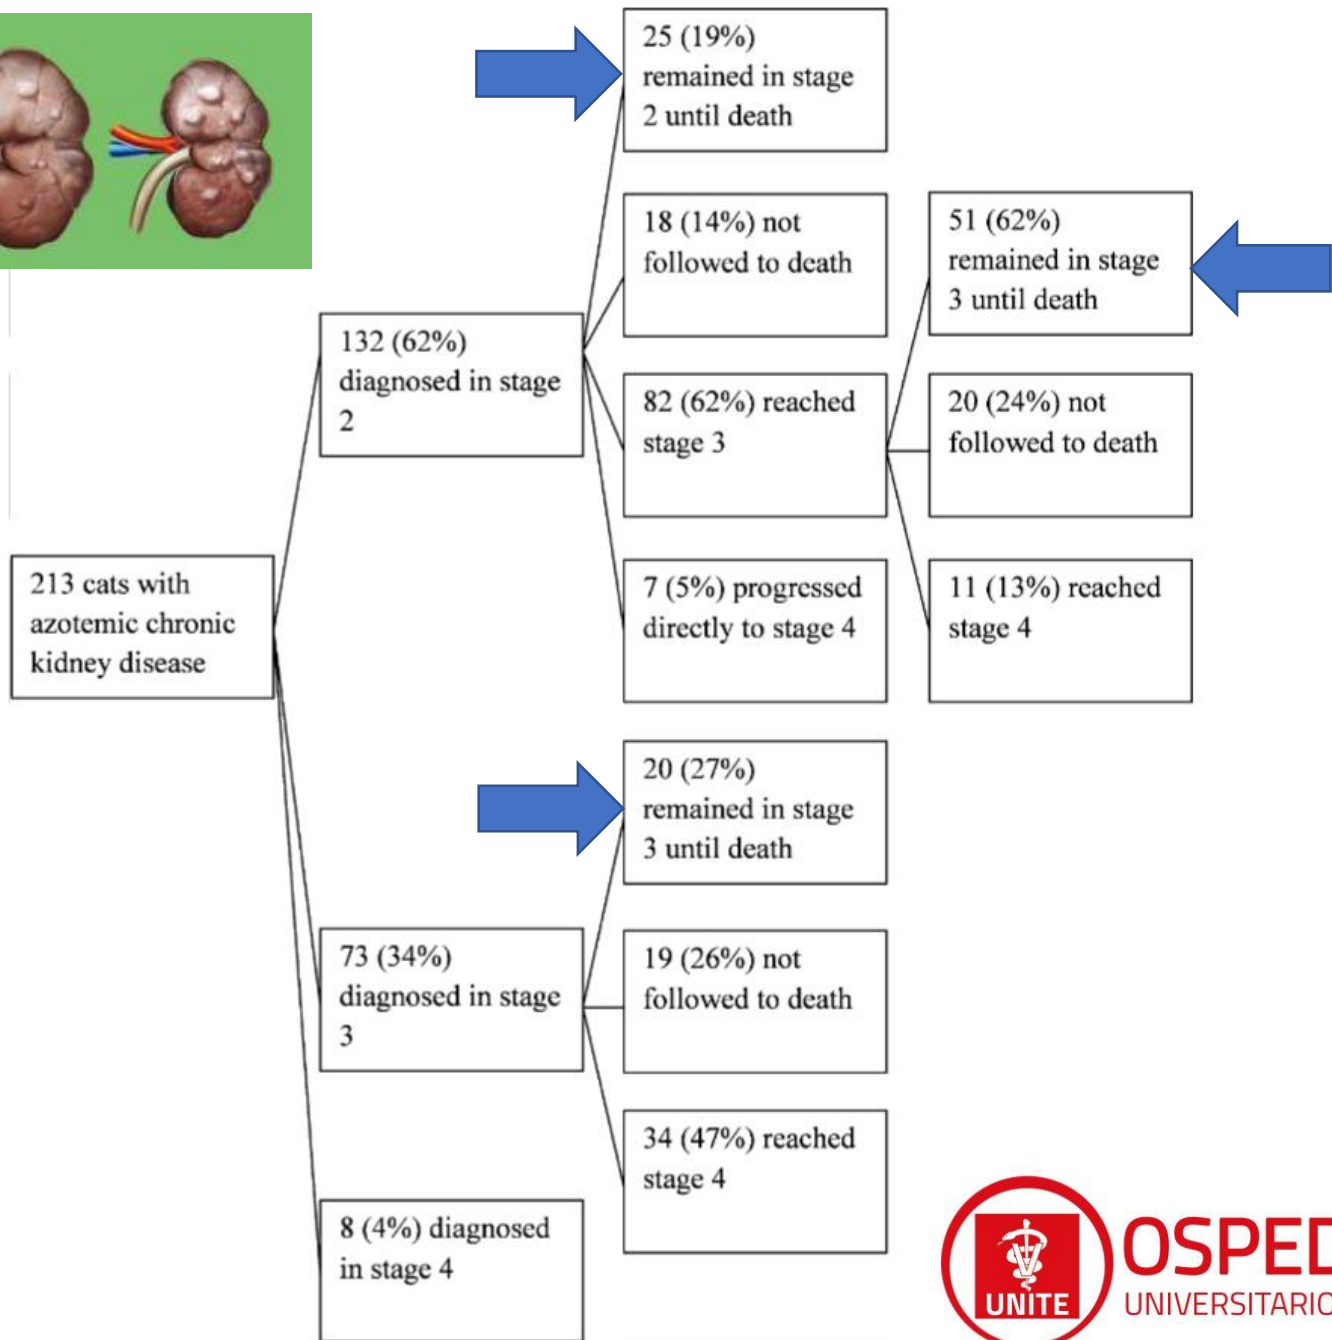 25 (19%)
remained in stage
2 until death
18 (14%) not
followed to death
51 (62%)
remained in stage
3 until death
132 (62%)
diagnosed in stage
2
82 (62%) reached
stage 3
20 (24%) not
followed to death
213 cats with
azotemic chronic
kidney disease
7 (5%) progressed
directly to stage 4
11 (13%) reached
stage 4
20 (27%)
remained in stage
3 until death
73 (34%)
diagnosed in stage
3
19 (26%) not
followed to death
34 (47%) reached
stage 4
8 (4%) diagnosed
in stage 4
V
UNITE
OSPED
UNIVERSITARIO